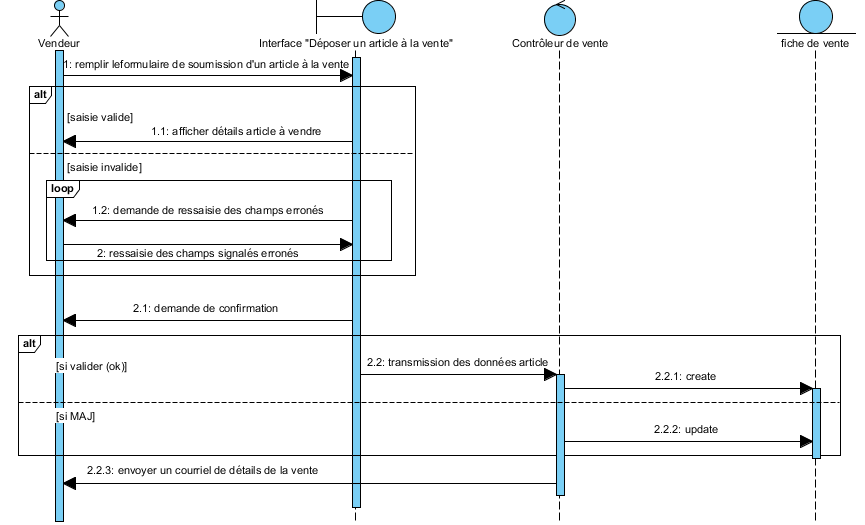 Vendeur
Interface "Déposer un article à la vente"
Contrôleur de vente
fiche de vente
1: remplir leformulaire de soumission d'un article à la vente
alt
[saisie valide]
1.1: afficher détails article à vendre
[saisie invalide]
loop
1.2: demande de ressaisie des champs erronés
2: ressaisie des champs signalés erronés
2.1: demande de confirmation
alt
[si valider (ok)]
2.2: transmission des données article
2.2.1: create
[si MAJ]
2.2.2: update
2.2.3: envoyer un courriel de détails de la vente